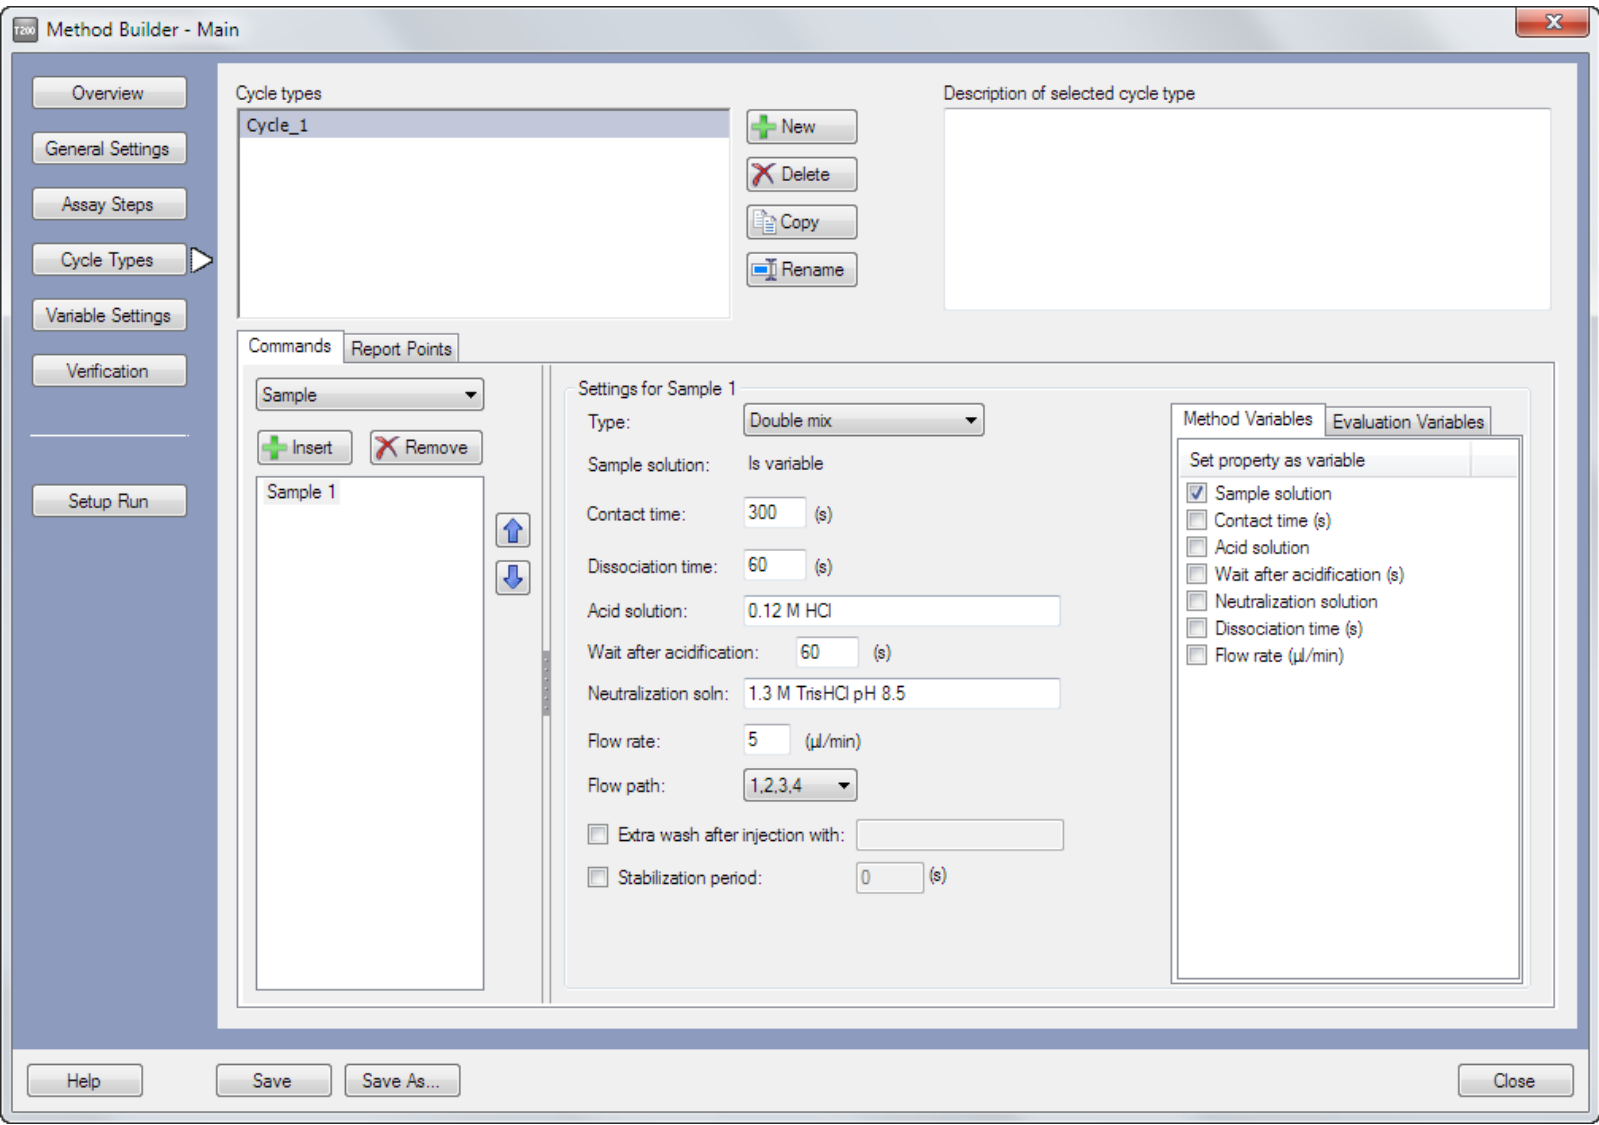 T200 Method Builder - Main
X
Overview
General Settings
Assay Steps
Cycle Types
Variable Settings
Verification
Setup Run
Cycle types
Cycle_1
New
Delete
Copy
Rename
Description of selected cycle type
Commands
Report Points
Sample
Insert
Remove
Sample 1
Settings for Sample 1
Type: Double mix
Sample solution: Is variable
Contact time: 300 (s)
Dissociation time: 60 (s)
Acid solution: 0.12 M HCl
Wait after acidification: 60 (s)
Neutralization soln: 1.3 M TrisHCl pH 8.5
Flow rate: 5 (µl/min)
Flow path: 1,2,3,4
Extra wash after injection with:
Stabilization period: 0 (s)
Method Variables
Evaluation Variables
Set property as variable
Sample solution
Contact time (s)
Acid solution
Wait after acidification (s)
Neutralization solution
Dissociation time (s)
Flow rate (µl/min)
Help
Save
Save As...
Close